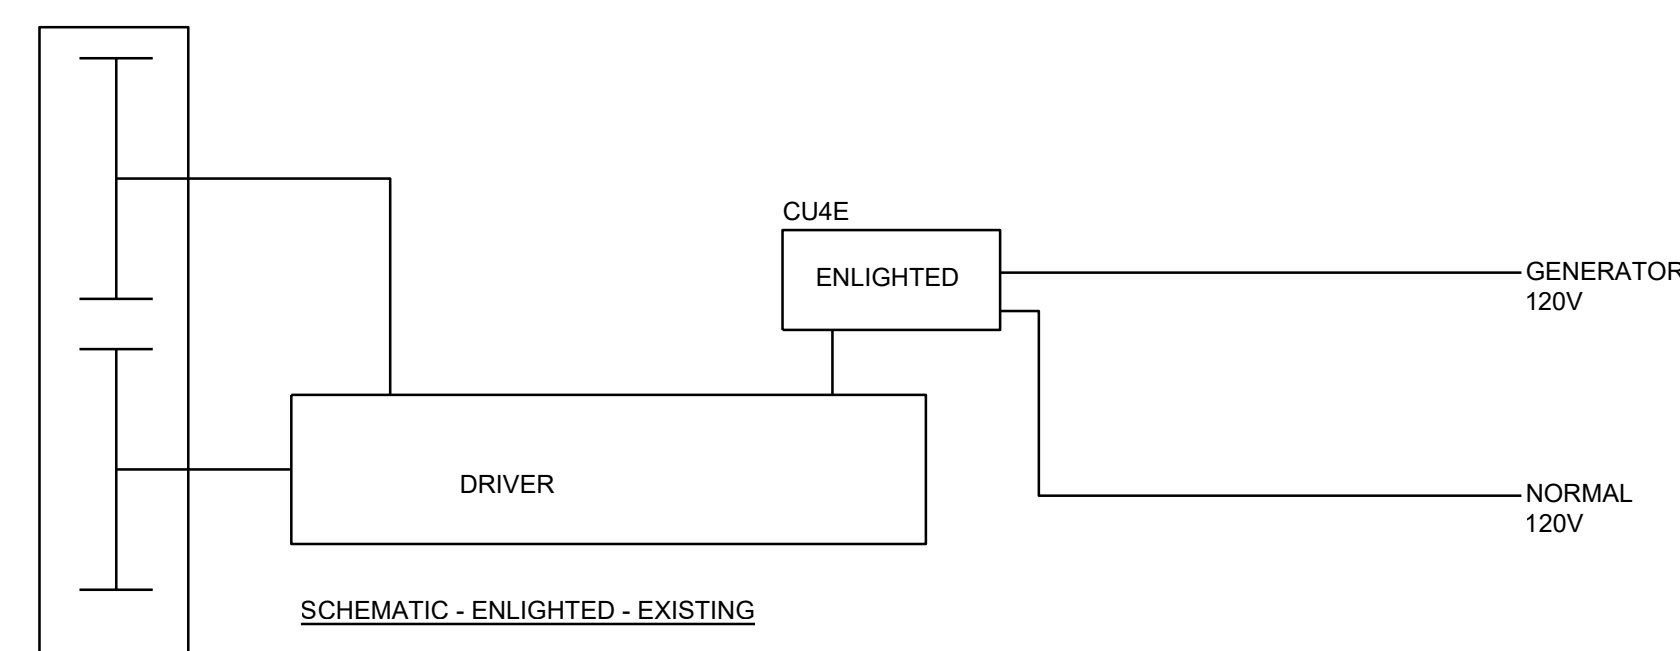 CU4E
ENLIGHTED
GENERATOR
120V
DRIVER
NORMAL
120V
SCHEMATIC - ENLIGHTED - EXISTING